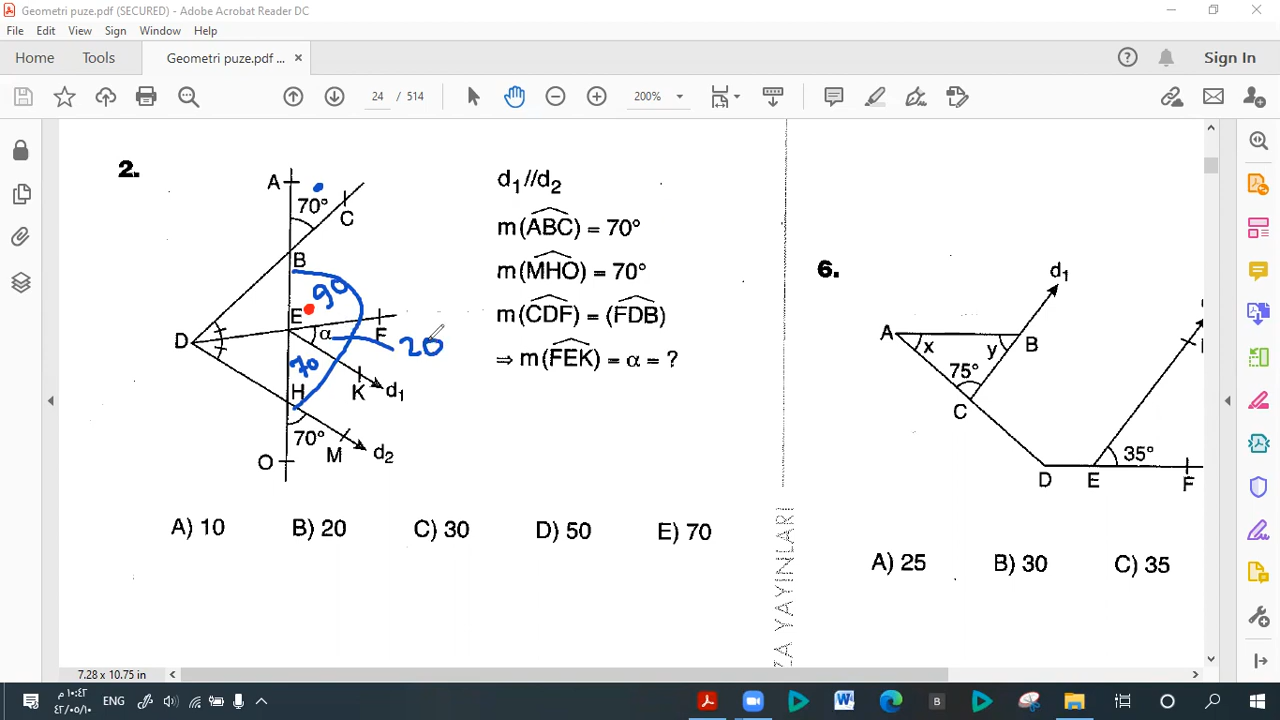 Geometri puze.pdf (SECURED) - Adobe Acrobat Reader DC
File Edit View Sign Window Help
Home Tools Geometri puze.pdf ... × Sign In
24 / 514 200%
2.
A
70°
C
B
90
E
α
F
20
D
70
K
d₁
H
70°
M
d₂
O
d₁//d₂
m(ABC) = 70°
m(MHO) = 70°
m(CDF) = (FDB)
⇒ m(FEK) = α = ?
A) 10 B) 20 C) 30 D) 50 E) 70
ZA YAYINLARI
6.
d₁
A
x
y
B
75°
C
35°
D
E
F
A) 25 B) 30 C) 35
7.28 x 10.75 in
ENG